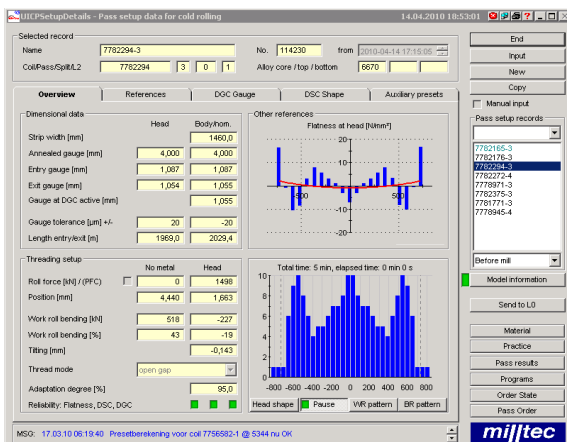 UICPSetupDetails - Pass setup data for cold rolling 14.04.2010 18:53:01
Selected record
Name 7782294-3 No. 114230 from 2010-04-14 17:15:05
Coil/Pass/Split/L2 7782294 3 0 1 Alloy core / top / bottom 6670
End
Input
New
Copy
Manual input
Overview References DGC Gauge DSC Shape Auxiliary presets
Dimensional data
Head Body/nom.
Strip width [mm] 1460,0
Annealed gauge [mm] 4,000 4,000
Entry gauge [mm] 1,087 1,087
Exit gauge [mm] 1,054 1,055
Gauge at DGC active [mm] 1,055
Gauge tolerance [µm] +/- 20 -20
Length entry/exit [m] 1969,0 2029,4
Other references
Flatness at head [N/mm²]
20
10
-500 500
-10
-20
Pass setup records
7782165-3
7782176-3
7782294-3
7782272-4
7778971-3
7782375-3
7781771-3
7778945-4
Before mill
Model information
Send to L0
Material
Practice
Pass results
Programs
Order State
Pass Order
Threading setup
No metal Head
Roll force [kN] / (PFC) 0 1498
Position [mm] 4,440 1,663
Work roll bending [kN] 518 -227
Work roll bending [%] 43 -19
Tilting [mm] -0,143
Thread mode open gap
Adaptation degree [%] 95,0
Reliability: Flatness, DSC, DGC
Total time: 5 min, elapsed time: 0 min 0 s
10
8
6
4
2
0
-800 -600 -400 -200 0 200 400 600 800
Head shape Pause WR pattern BR pattern
MSG: 17.03.10 06:19:40 Presetberekening voor coil 7756582-1 @ 5344 nu OK
milltec